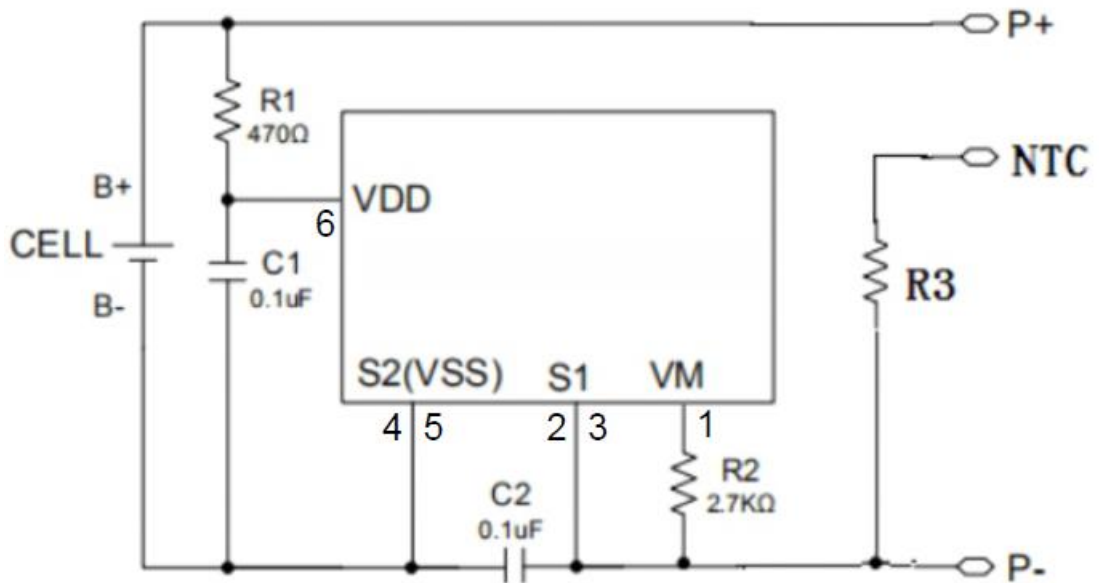 P+
R1
470Ω
NTC
B+
VDD
6
CELL
C1
0.1uF
R3
B-
S2(VSS)
S1
VM
4
5
2
3
1
R2
2.7KΩ
C2
0.1uF
P-